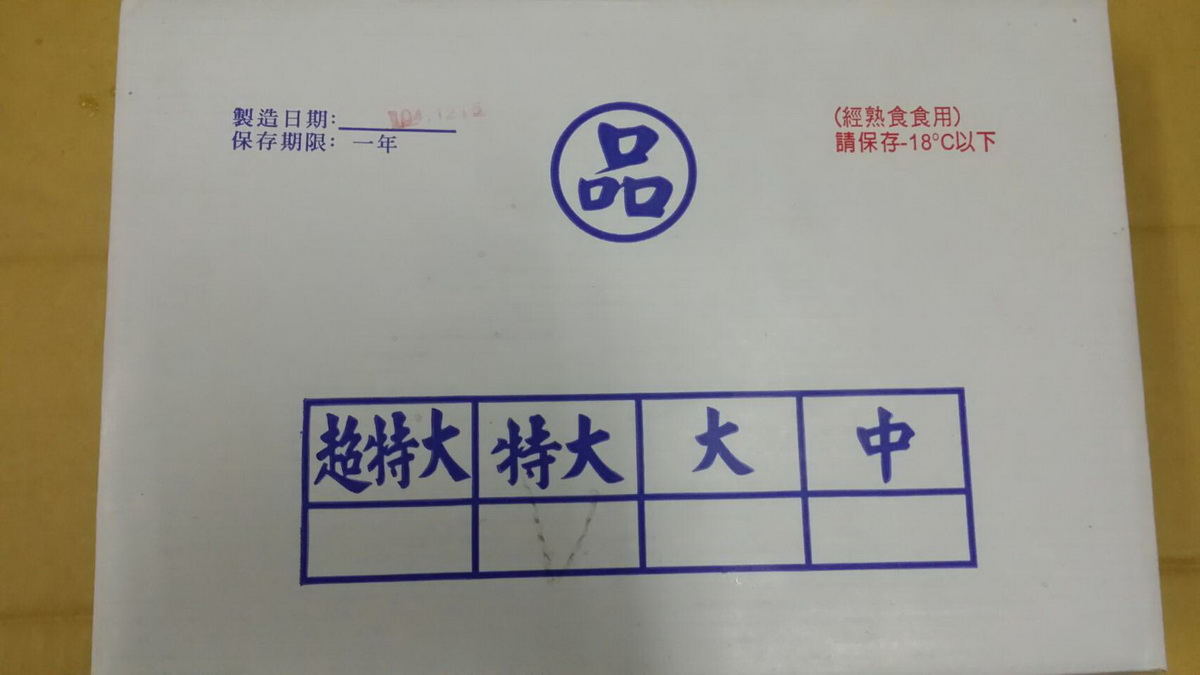 製造日期:
保存期限: 一年
品
(經熟食食用)
請保存-18°C以下
超特大 特大 大 中